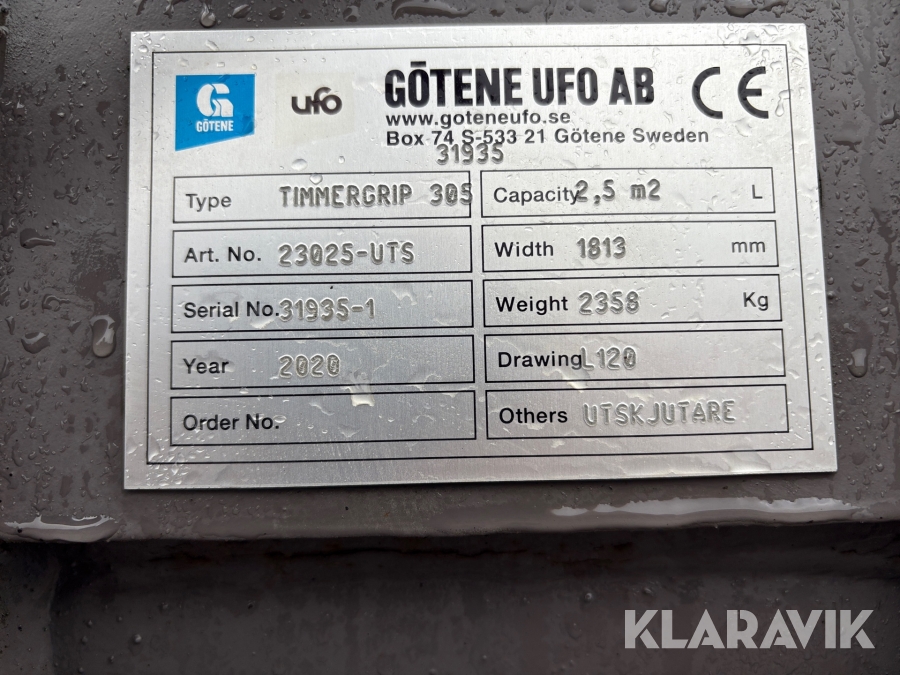 GÖTENE
ufo
GÖTENE UFO AB
CE
www.goteneufo.se
Box 74 S-533 21 Götene Sweden
31935
Type TIMMERGRIP 305
Capacity 2,5 m2 L
Art. No. 23025-UTS
Width 1813 mm
Serial No. 31935-1
Weight 2358 Kg
Year 2020
Drawing L120
Order No.
Others UTSKJUTARE
KLARAVIK